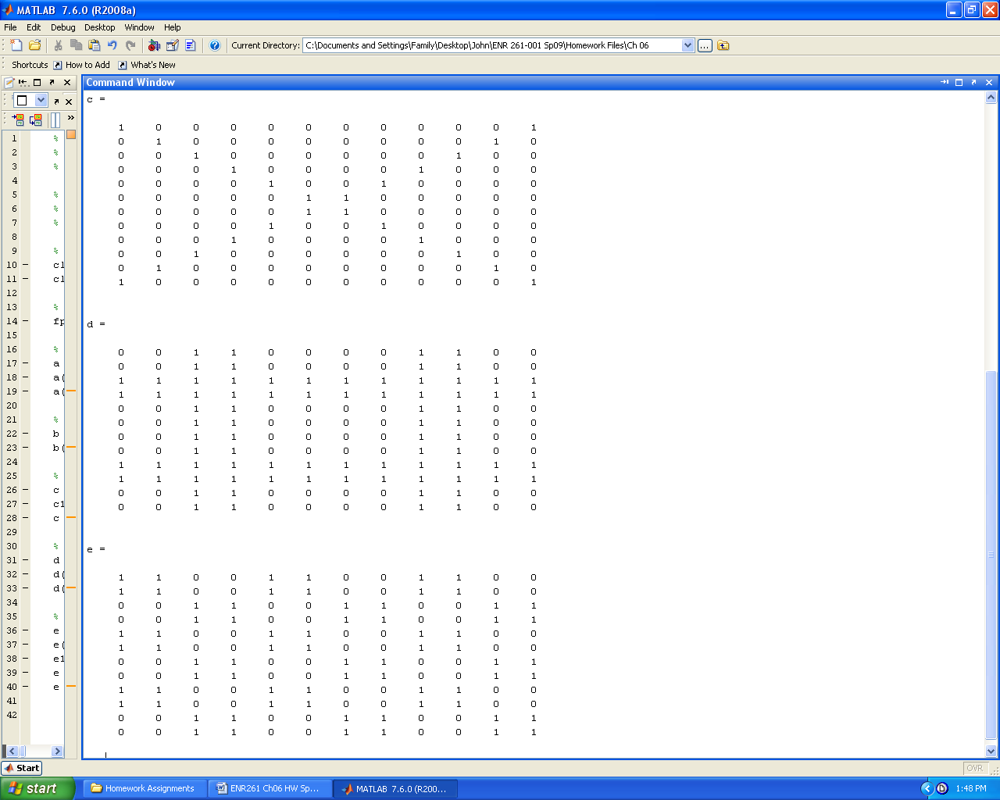 MATLAB 7.6.0 (R2008a)
File Edit Debug Desktop Window Help
Current Directory: C:\Documents and Settings\Family\Desktop\John\ENR 261-001 Sp09\Homework Files\Ch 06 ...
Shortcuts How to Add What's New
Command Window
1 %
2 %
3 %
4
5 %
6 %
7 %
8
9 %
10 – cl
11 – cl
12
13 %
14 – fp
15
16 %
17 – a
18 – a(
19 – a(
20
21 %
22 – b
23 – b(
24
25 %
26 – c
27 – c1
28 – c
29
30 %
31 – d
32 – d(
33 – d(
34
35 %
36 – e
37 – e(
38 – e1
39 – e
40 – e
41
42
c =
1 0 0 0 0 0 0 0 0 0 0 1
0 1 0 0 0 0 0 0 0 0 1 0
0 0 1 0 0 0 0 0 0 1 0 0
0 0 0 1 0 0 0 0 1 0 0 0
0 0 0 0 1 0 0 1 0 0 0 0
0 0 0 0 0 1 1 0 0 0 0 0
0 0 0 0 0 1 1 0 0 0 0 0
0 0 0 0 1 0 0 1 0 0 0 0
0 0 0 1 0 0 0 0 1 0 0 0
0 0 1 0 0 0 0 0 0 1 0 0
0 1 0 0 0 0 0 0 0 0 1 0
1 0 0 0 0 0 0 0 0 0 0 1
d =
0 0 1 1 0 0 0 0 1 1 0 0
0 0 1 1 0 0 0 0 1 1 0 0
1 1 1 1 1 1 1 1 1 1 1 1
1 1 1 1 1 1 1 1 1 1 1 1
0 0 1 1 0 0 0 0 1 1 0 0
0 0 1 1 0 0 0 0 1 1 0 0
0 0 1 1 0 0 0 0 1 1 0 0
0 0 1 1 0 0 0 0 1 1 0 0
1 1 1 1 1 1 1 1 1 1 1 1
1 1 1 1 1 1 1 1 1 1 1 1
0 0 1 1 0 0 0 0 1 1 0 0
0 0 1 1 0 0 0 0 1 1 0 0
e =
1 1 0 0 1 1 0 0 1 1 0 0
1 1 0 0 1 1 0 0 1 1 0 0
0 0 1 1 0 0 1 1 0 0 1 1
0 0 1 1 0 0 1 1 0 0 1 1
1 1 0 0 1 1 0 0 1 1 0 0
1 1 0 0 1 1 0 0 1 1 0 0
0 0 1 1 0 0 1 1 0 0 1 1
0 0 1 1 0 0 1 1 0 0 1 1
1 1 0 0 1 1 0 0 1 1 0 0
1 1 0 0 1 1 0 0 1 1 0 0
0 0 1 1 0 0 1 1 0 0 1 1
0 0 1 1 0 0 1 1 0 0 1 1
Start OVR
start Homework Assignments ENR261 Ch06 HW Sp... MATLAB 7.6.0 (R200... 1:48 PM